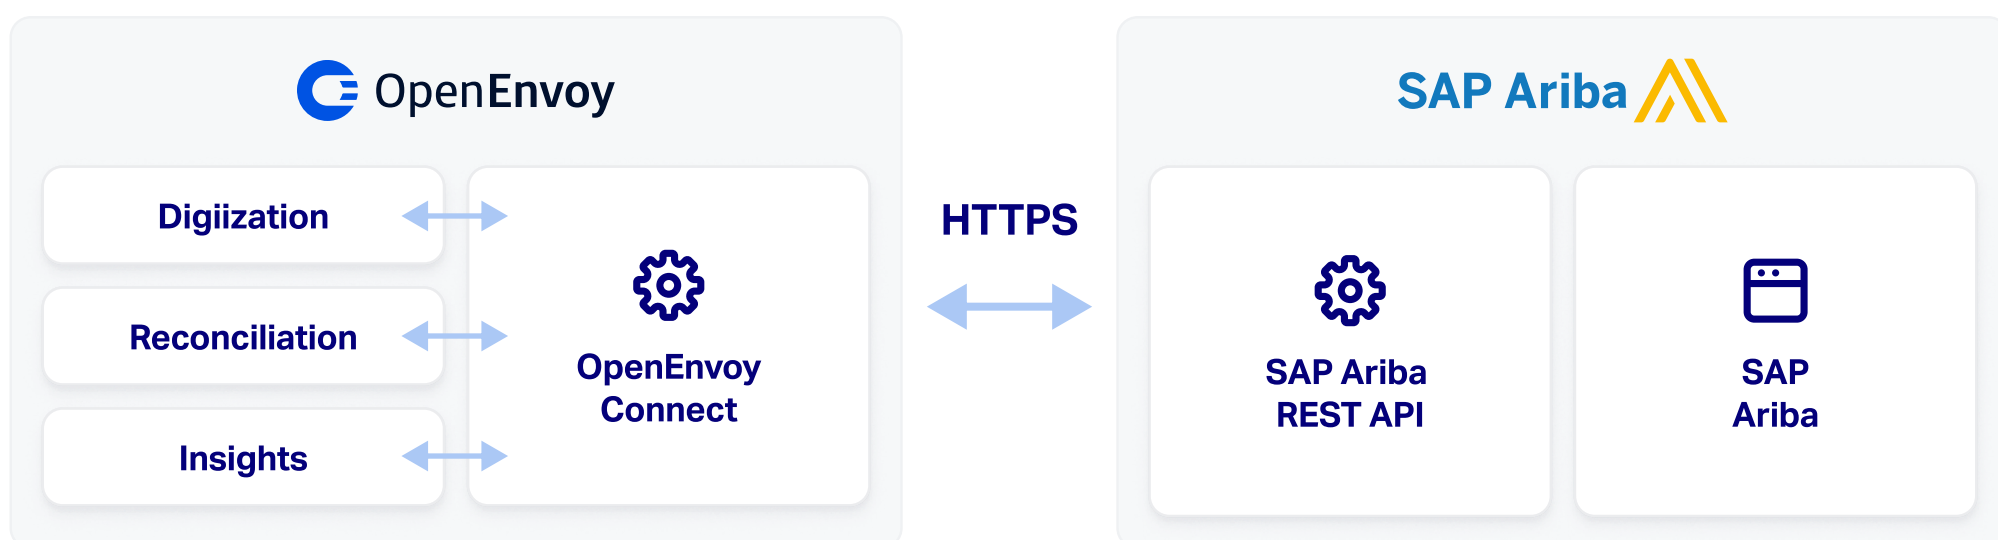 OpenEnvoy
Digiization
Reconciliation
Insights
OpenEnvoy
Connect
HTTPS
SAP Ariba
SAP Ariba
REST API
SAP
Ariba